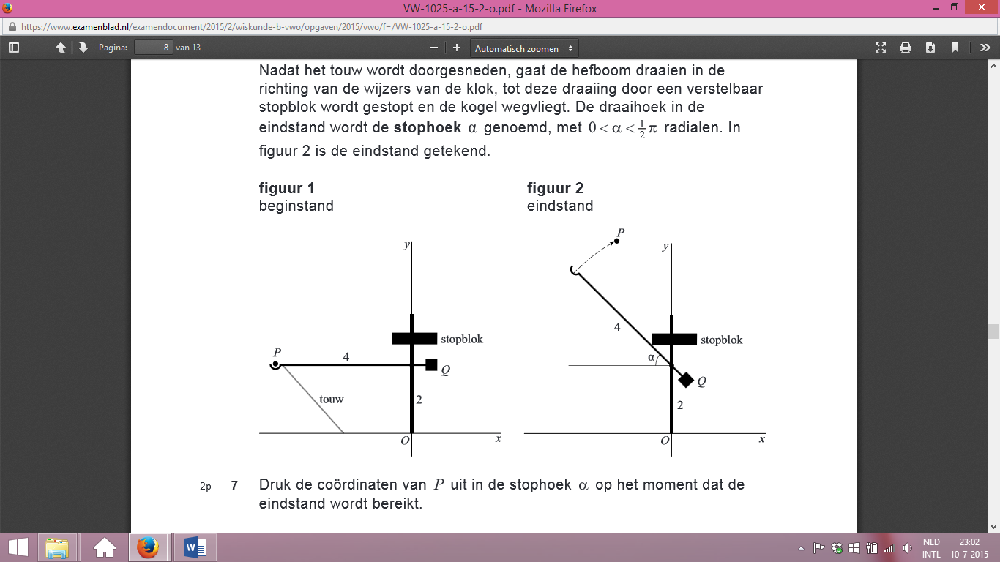 VW-1025-a-15-2-o.pdf - Mozilla Firefox
https://www.examenblad.nl/examendocument/2015/2/wiskunde-b-vwo/opgaven/2015/vwo/f=/VW-1025-a-15-2-o.pdf
Pagina: 8 van 13
Automatisch zoomen
Nadat het touw wordt doorgesneden, gaat de hefboom draaien in de
richting van de wijzers van de klok, tot deze draaiing door een verstelbaar
stopblok wordt gestopt en de kogel wegvliegt. De draaihoek in de
eindstand wordt de stophoek α genoemd, met 0 < α < ½ π radialen. In
figuur 2 is de eindstand getekend.
figuur 1
beginstand
y
stopblok
P
4
Q
touw
2
O
x
figuur 2
eindstand
P
y
4
stopblok
α
Q
2
O
x
2p 7 Druk de coördinaten van P uit in de stophoek α op het moment dat de
eindstand wordt bereikt.
NLD
INTL
23:02
10-7-2015